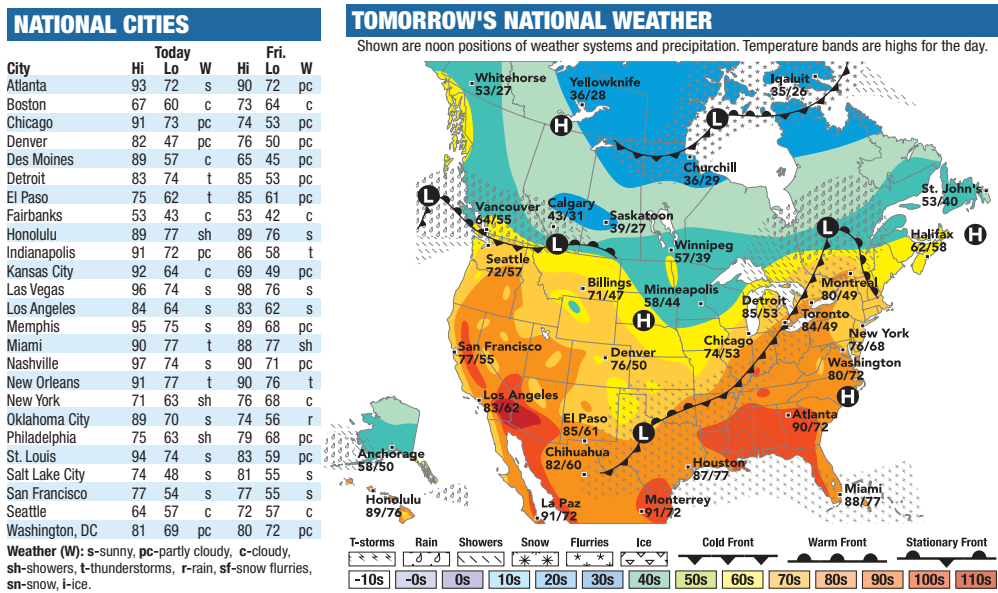 NATIONAL CITIES
Today Fri.
City Hi Lo W Hi Lo W
Atlanta 93 72 s 90 72 pc
Boston 67 60 c 73 64 c
Chicago 91 73 pc 74 53 pc
Denver 82 47 pc 76 50 pc
Des Moines 89 57 c 65 45 pc
Detroit 83 74 t 85 53 pc
El Paso 75 62 t 85 61 pc
Fairbanks 53 43 c 53 42 c
Honolulu 89 77 sh 89 76 s
Indianapolis 91 72 pc 86 58 t
Kansas City 92 64 c 69 49 pc
Las Vegas 96 74 s 98 76 s
Los Angeles 84 64 s 83 62 s
Memphis 95 75 s 89 68 pc
Miami 90 77 t 88 77 sh
Nashville 97 74 s 90 71 pc
New Orleans 91 77 t 90 76 t
New York 71 63 sh 76 68 c
Oklahoma City 89 70 s 74 56 r
Philadelphia 75 63 sh 79 68 pc
St. Louis 94 74 s 83 59 pc
Salt Lake City 74 48 s 81 55 s
San Francisco 77 54 s 77 55 s
Seattle 64 57 c 72 57 c
Washington, DC 81 69 pc 80 72 pc
Weather (W): s-sunny, pc-partly cloudy, c-cloudy,
sh-showers, t-thunderstorms, r-rain, sf-snow flurries,
sn-snow, i-ice.
TOMORROW'S NATIONAL WEATHER
Shown are noon positions of weather systems and precipitation. Temperature bands are highs for the day.
Whitehorse
53/27
Yellowknife
36/28
Iqaluit
35/26
H
L
Churchill
36/29
L
Vancouver
64/55
Calgary
43/31
Saskatoon
39/27
St. John's
53/40
L
Halifax
62/58
H
L
Winnipeg
57/39
Seattle
72/57
Billings
71/47
Minneapolis
58/44
Detroit
85/53
Montreal
80/49
Toronto
84/49
H
San Francisco
77/55
Denver
76/50
Chicago
74/53
New York
76/68
Washington
80/72
Los Angeles
83/62
H
El Paso
85/61
L
Atlanta
90/72
Anchorage
58/50
Chihuahua
82/60
Houston
87/77
Honolulu
89/76
La Paz
91/72
Monterrey
91/72
Miami
88/77
T-storms Rain Showers Snow Flurries Ice Cold Front Warm Front Stationary Front
-10s -0s 0s 10s 20s 30s 40s 50s 60s 70s 80s 90s 100s 110s